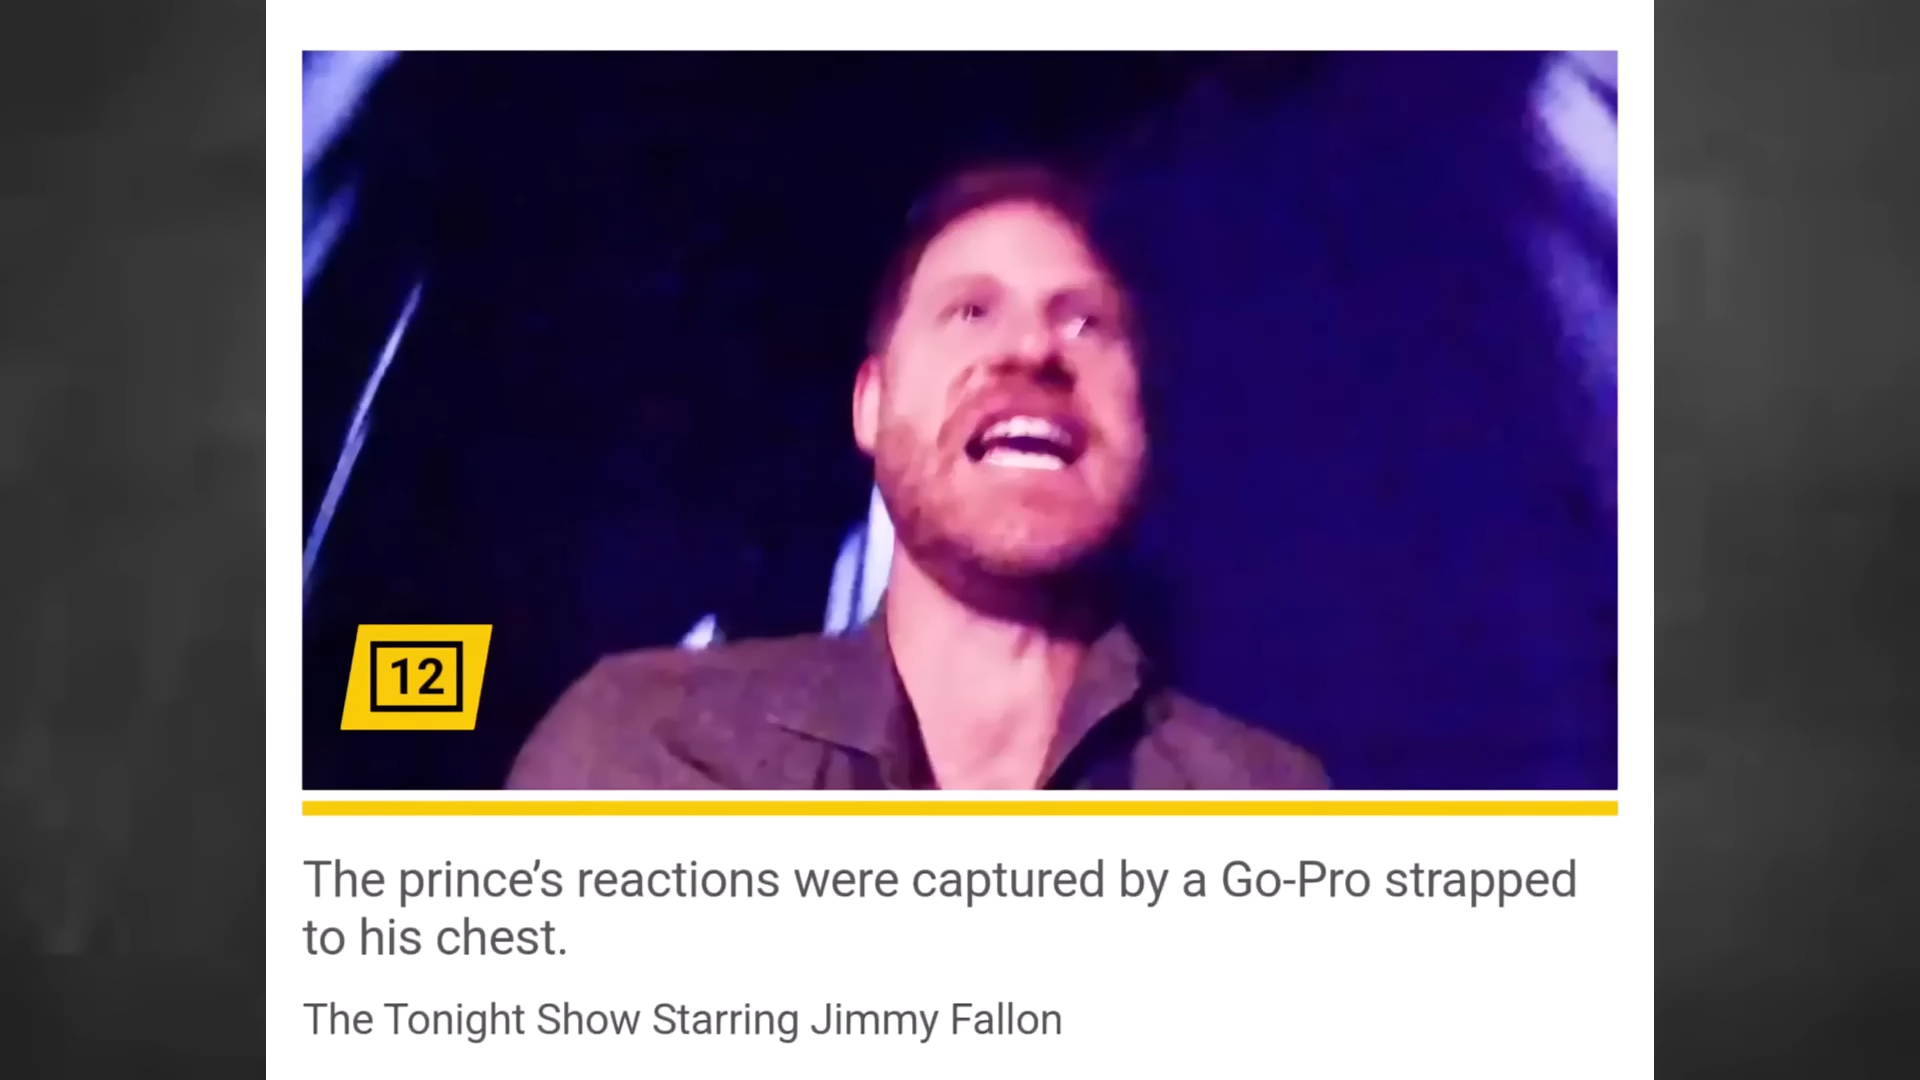 12
The prince’s reactions were captured by a Go-Pro strapped
to his chest.
The Tonight Show Starring Jimmy Fallon